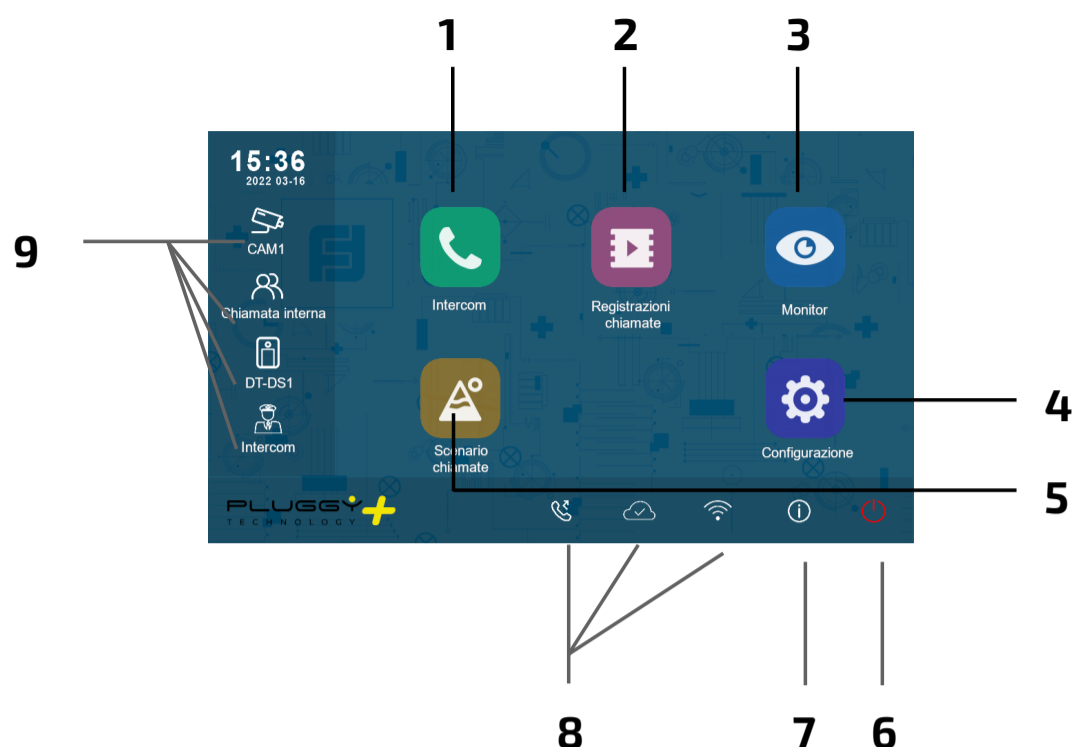 1
2
3
15:36
2022 03-16
CAM1
Chiamata interna
DT-DS1
Intercom
Intercom
Registrazioni
chiamate
Monitor
Scenario
chiamate
Configurazione
PLUGGY+
TECHNOLOGY
9
4
5
8
7
6